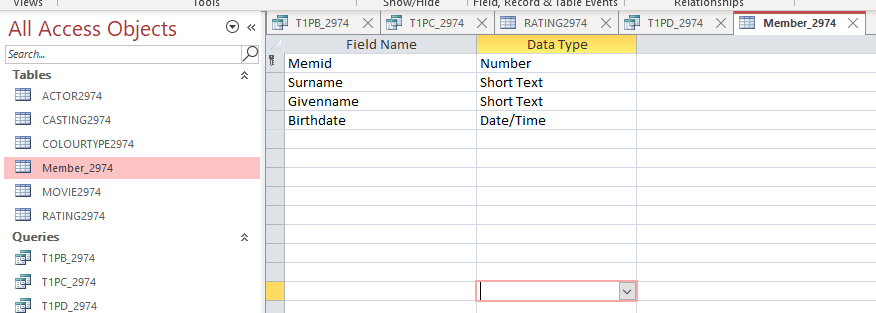 Views Tools Show/Hide Field, Record & Table Events Relationships
All Access Objects
Search...
Tables
ACTOR2974
CASTING2974
COLOURTYPE2974
Member_2974
MOVIE2974
RATING2974
Queries
T1PB_2974
T1PC_2974
T1PD_2974
T1PB_2974 T1PC_2974 RATING2974 T1PD_2974 Member_2974
Field Name Data Type
Memid Number
Surname Short Text
Givenname Short Text
Birthdate Date/Time